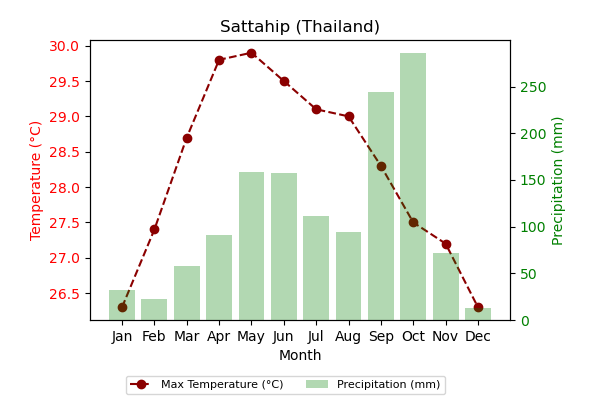 Sattahip (Thailand)
30.0
29.5
29.0
28.5
28.0
27.5
27.0
26.5
Temperature (°C)
250
200
150
100
50
0
Precipitation (mm)
Jan Feb Mar Apr May Jun Jul Aug Sep Oct Nov Dec
Month
Max Temperature (°C) Precipitation (mm)